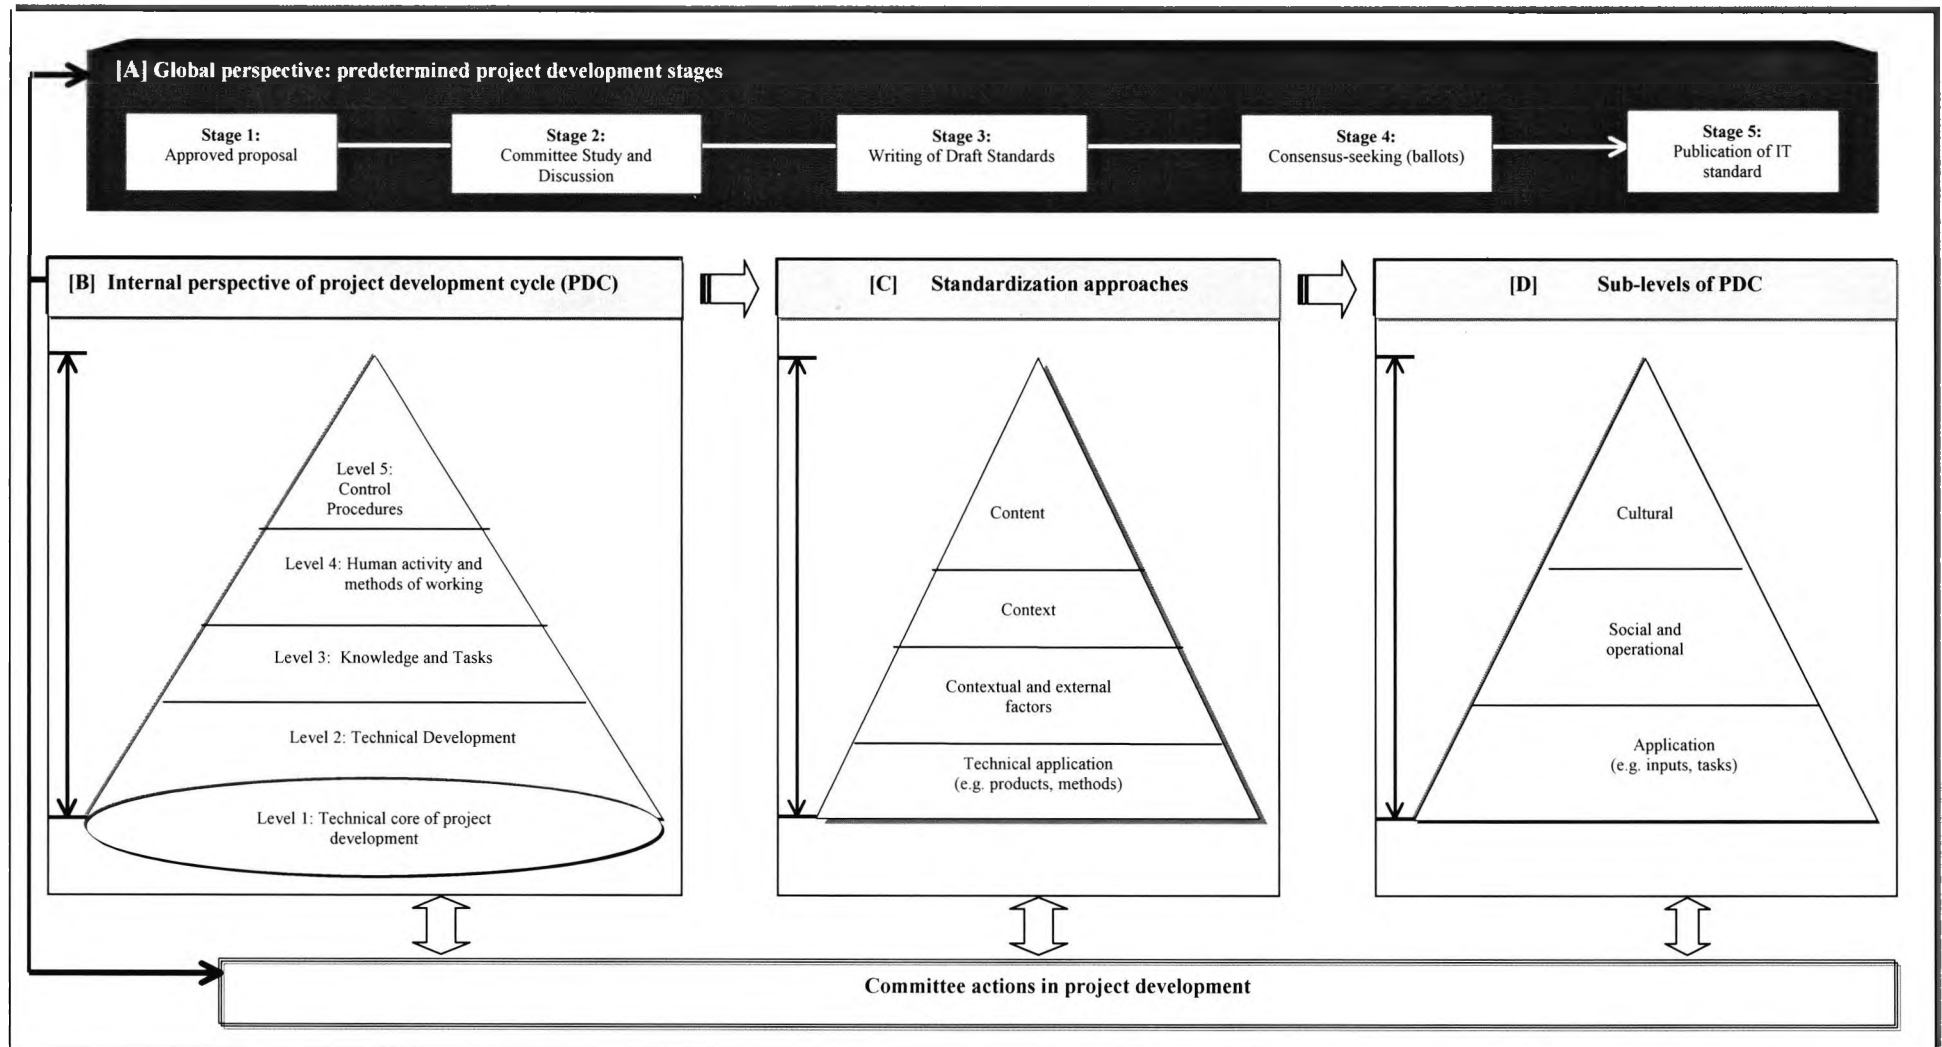 [A] Global perspective: predetermined project development stages
Stage 1:
Approved proposal
Stage 2:
Committee Study and
Discussion
Stage 3:
Writing of Draft Standards
Stage 4:
Consensus-seeking (ballots)
Stage 5:
Publication of IT
standard
[B] Internal perspective of project development cycle (PDC)
Level 5:
Control
Procedures
Level 4: Human activity and
methods of working
Level 3: Knowledge and Tasks
Level 2: Technical Development
Level 1: Technical core of project
development
[C] Standardization approaches
Content
Context
Contextual and external
factors
Technical application
(e.g. products, methods)
[D] Sub-levels of PDC
Cultural
Social and
operational
Application
(e.g. inputs, tasks)
Committee actions in project development